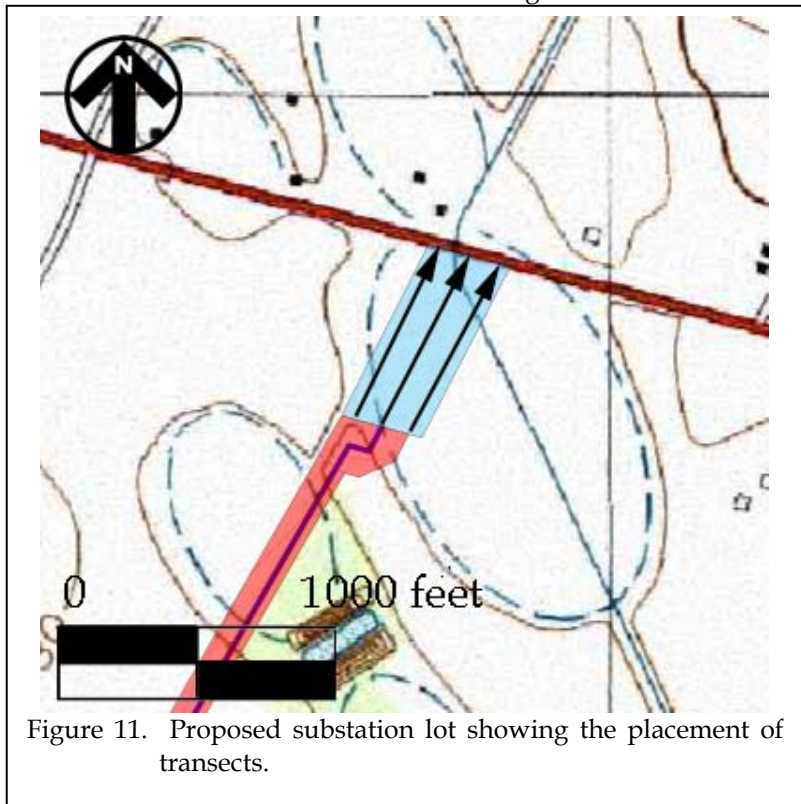 N
0
1000 feet
Figure 11. Proposed substation lot showing the placement of
transects.